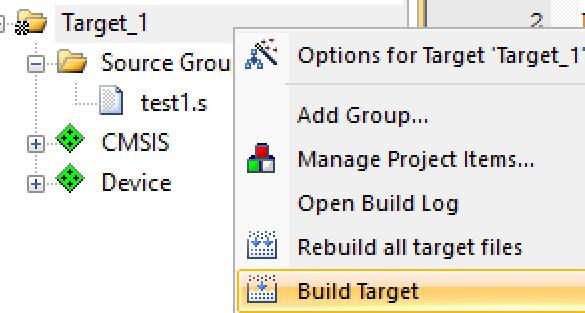 Target_1
Source Grou
test1.s
CMSIS
Device
2
Options for Target 'Target_1'
Add Group...
Manage Project Items...
Open Build Log
Rebuild all target files
Build Target